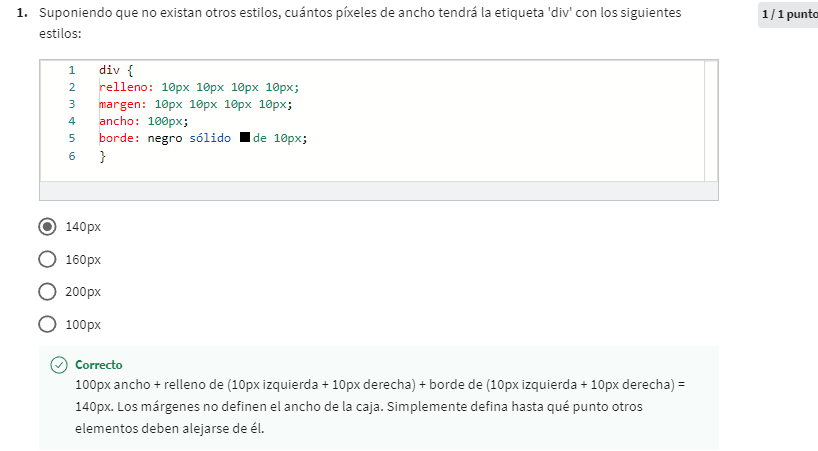 1. Suponiendo que no existan otros estilos, cuántos píxeles de ancho tendrá la etiqueta 'div' con los siguientes
estilos:
1 / 1 punto
1 div {
2 relleno: 10px 10px 10px 10px;
3 margen: 10px 10px 10px 10px;
4 ancho: 100px;
5 borde: negro sólido de 10px;
6 }
140px
160px
200px
100px
Correcto
100px ancho + relleno de (10px izquierda + 10px derecha) + borde de (10px izquierda + 10px derecha) =
140px. Los márgenes no definen el ancho de la caja. Simplemente defina hasta qué punto otros
elementos deben alejarse de él.